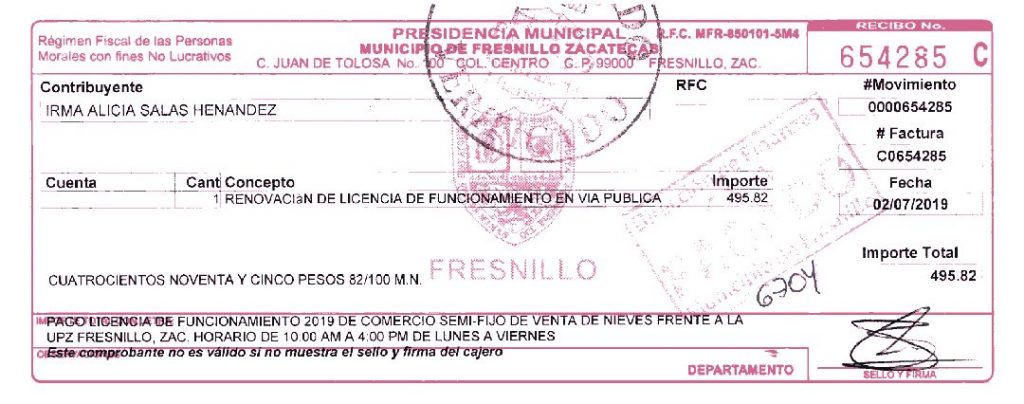 Régimen Fiscal de las Personas
Morales con fines No Lucrativos
PRESIDENCIA MUNICIPAL
MUNICIPIO DE FRESNILLO ZACATECAS
R.F.C. MFR-850101-5M4
C. JUAN DE TOLOSA No. 100 COL. CENTRO C. P. 99000 FRESNILLO, ZAC.
RECIBO No.
654285 C
Contribuyente
RFC
#Movimiento
IRMA ALICIA SALAS HENANDEZ
0000654285
# Factura
C0654285
Cuenta Cant Concepto Importe
Fecha
1 RENOVACIaN DE LICENCIA DE FUNCIONAMIENTO EN VIA PUBLICA 495.82
02/07/2019
FRESNILLO
Importe Total
CUATROCIENTOS NOVENTA Y CINCO PESOS 82/100 M.N.
495.82
6704
PAGO LICENCIA DE FUNCIONAMIENTO 2019 DE COMERCIO SEMI-FIJO DE VENTA DE NIEVES FRENTE A LA
UPZ FRESNILLO, ZAC. HORARIO DE 10:00 AM A 4:00 PM DE LUNES A VIERNES
Este comprobante no es válido si no muestra el sello y firma del cajero
DEPARTAMENTO
SELLO Y FIRMA